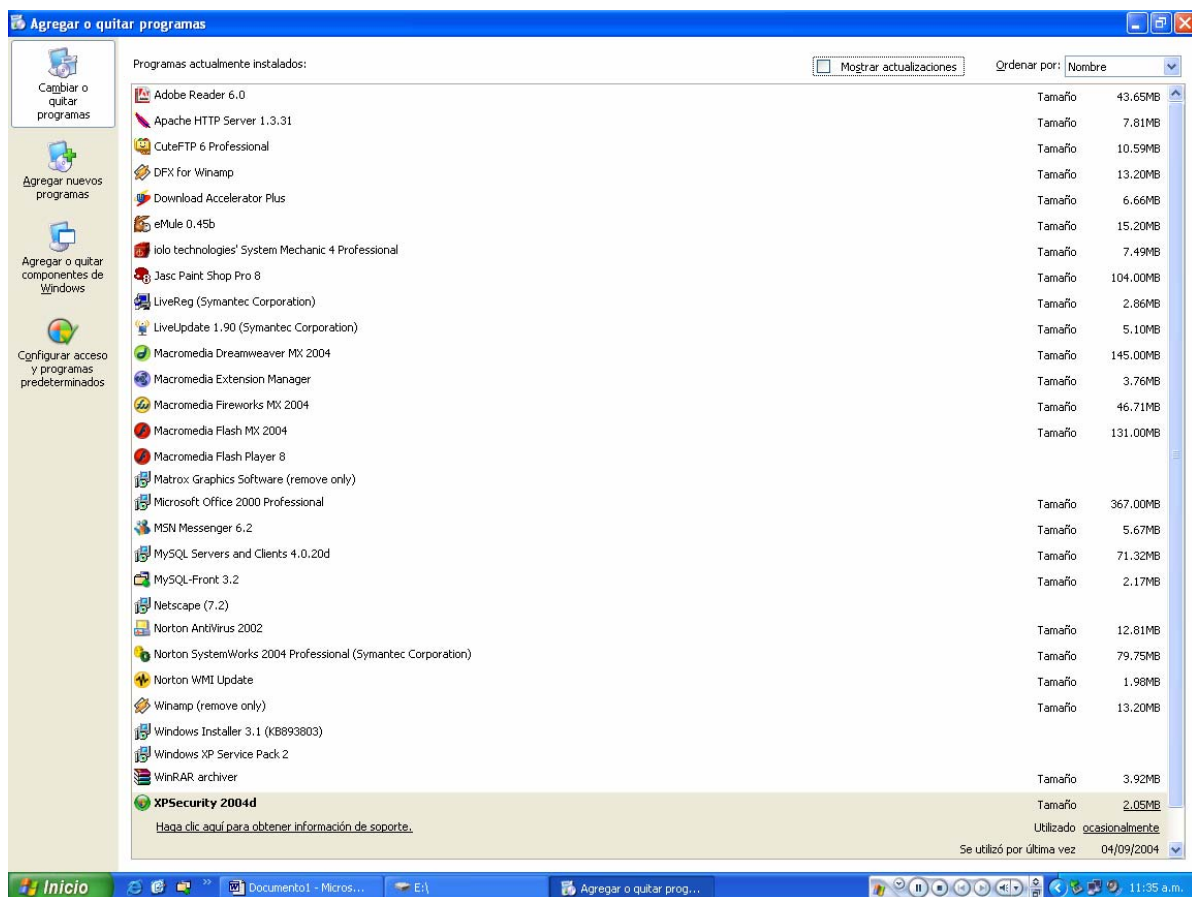 Agregar o quitar programas
Cambiar o
quitar
programas
Agregar nuevos
programas
Agregar o quitar
componentes de
Windows
Configurar acceso
y programas
predeterminados
Programas actualmente instalados:
Mostrar actualizaciones
Ordenar por: Nombre
Adobe Reader 6.0 Tamaño 43.65MB
Apache HTTP Server 1.3.31 Tamaño 7.81MB
CuteFTP 6 Professional Tamaño 10.59MB
DFX for Winamp Tamaño 13.20MB
Download Accelerator Plus Tamaño 6.66MB
eMule 0.45b Tamaño 15.20MB
iolo technologies' System Mechanic 4 Professional Tamaño 7.49MB
Jasc Paint Shop Pro 8 Tamaño 104.00MB
LiveReg (Symantec Corporation) Tamaño 2.86MB
LiveUpdate 1.90 (Symantec Corporation) Tamaño 5.10MB
Macromedia Dreamweaver MX 2004 Tamaño 145.00MB
Macromedia Extension Manager Tamaño 3.76MB
Macromedia Fireworks MX 2004 Tamaño 46.71MB
Macromedia Flash MX 2004 Tamaño 131.00MB
Macromedia Flash Player 8
Matrox Graphics Software (remove only)
Microsoft Office 2000 Professional Tamaño 367.00MB
MSN Messenger 6.2 Tamaño 5.67MB
MySQL Servers and Clients 4.0.20d Tamaño 71.32MB
MySQL-Front 3.2 Tamaño 2.17MB
Netscape (7.2)
Norton AntiVirus 2002 Tamaño 12.81MB
Norton SystemWorks 2004 Professional (Symantec Corporation) Tamaño 79.75MB
Norton WMI Update Tamaño 1.98MB
Winamp (remove only) Tamaño 13.20MB
Windows Installer 3.1 (KB893803)
Windows XP Service Pack 2
WinRAR archiver Tamaño 3.92MB
XPSecurity 2004d Tamaño 2.05MB
Haga clic aquí para obtener información de soporte. Utilizado ocasionalmente
Se utilizó por última vez 04/09/2004
Inicio
Documento1 - Micros...
E:\
Agregar o quitar prog...
11:35 a.m.